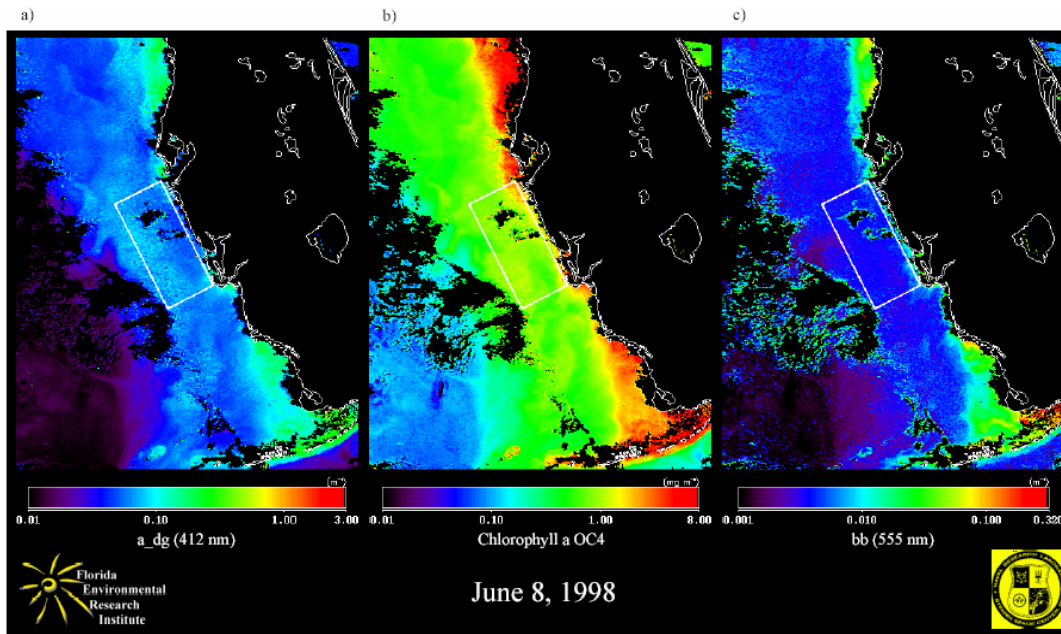 a) b) c)
(m⁻¹) (mg m⁻³) (m⁻¹)
0.01 0.10 1.00 3.00 0.01 0.10 1.00 8.00 0.001 0.010 0.100 0.320
a_dg (412 nm) Chlorophyll a OC4 bb (555 nm)
Florida
Environmental
Research
Institute
June 8, 1998